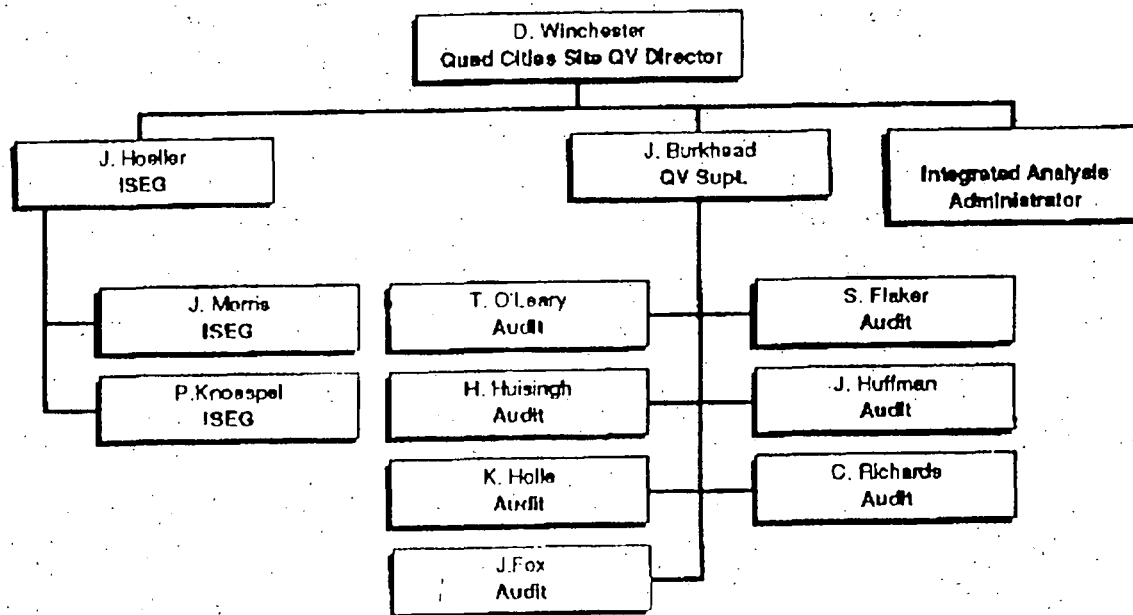 D. Winchester
Quad Cities Site QV Director
J. Hoeller
ISEG
J. Burkhead
QV Supt.
Integrated Analysis
Administrator
J. Morris
ISEG
P.Knoespel
ISEG
T. O'Leary
Audit
S. Fluker
Audit
H. Huisingh
Audit
J. Huffman
Audit
K. Holle
Audit
C. Richards
Audit
J.Fox
Audit